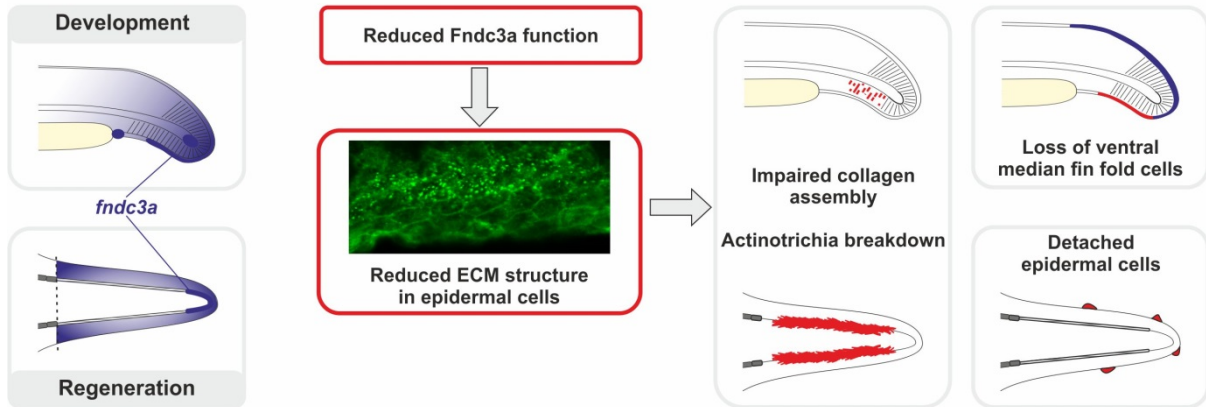 Development
fndc3a
Regeneration
Reduced Fndc3a function
Reduced ECM structure
in epidermal cells
Impaired collagen
assembly
Actinotrichia breakdown
Loss of ventral
median fin fold cells
Detached
epidermal cells